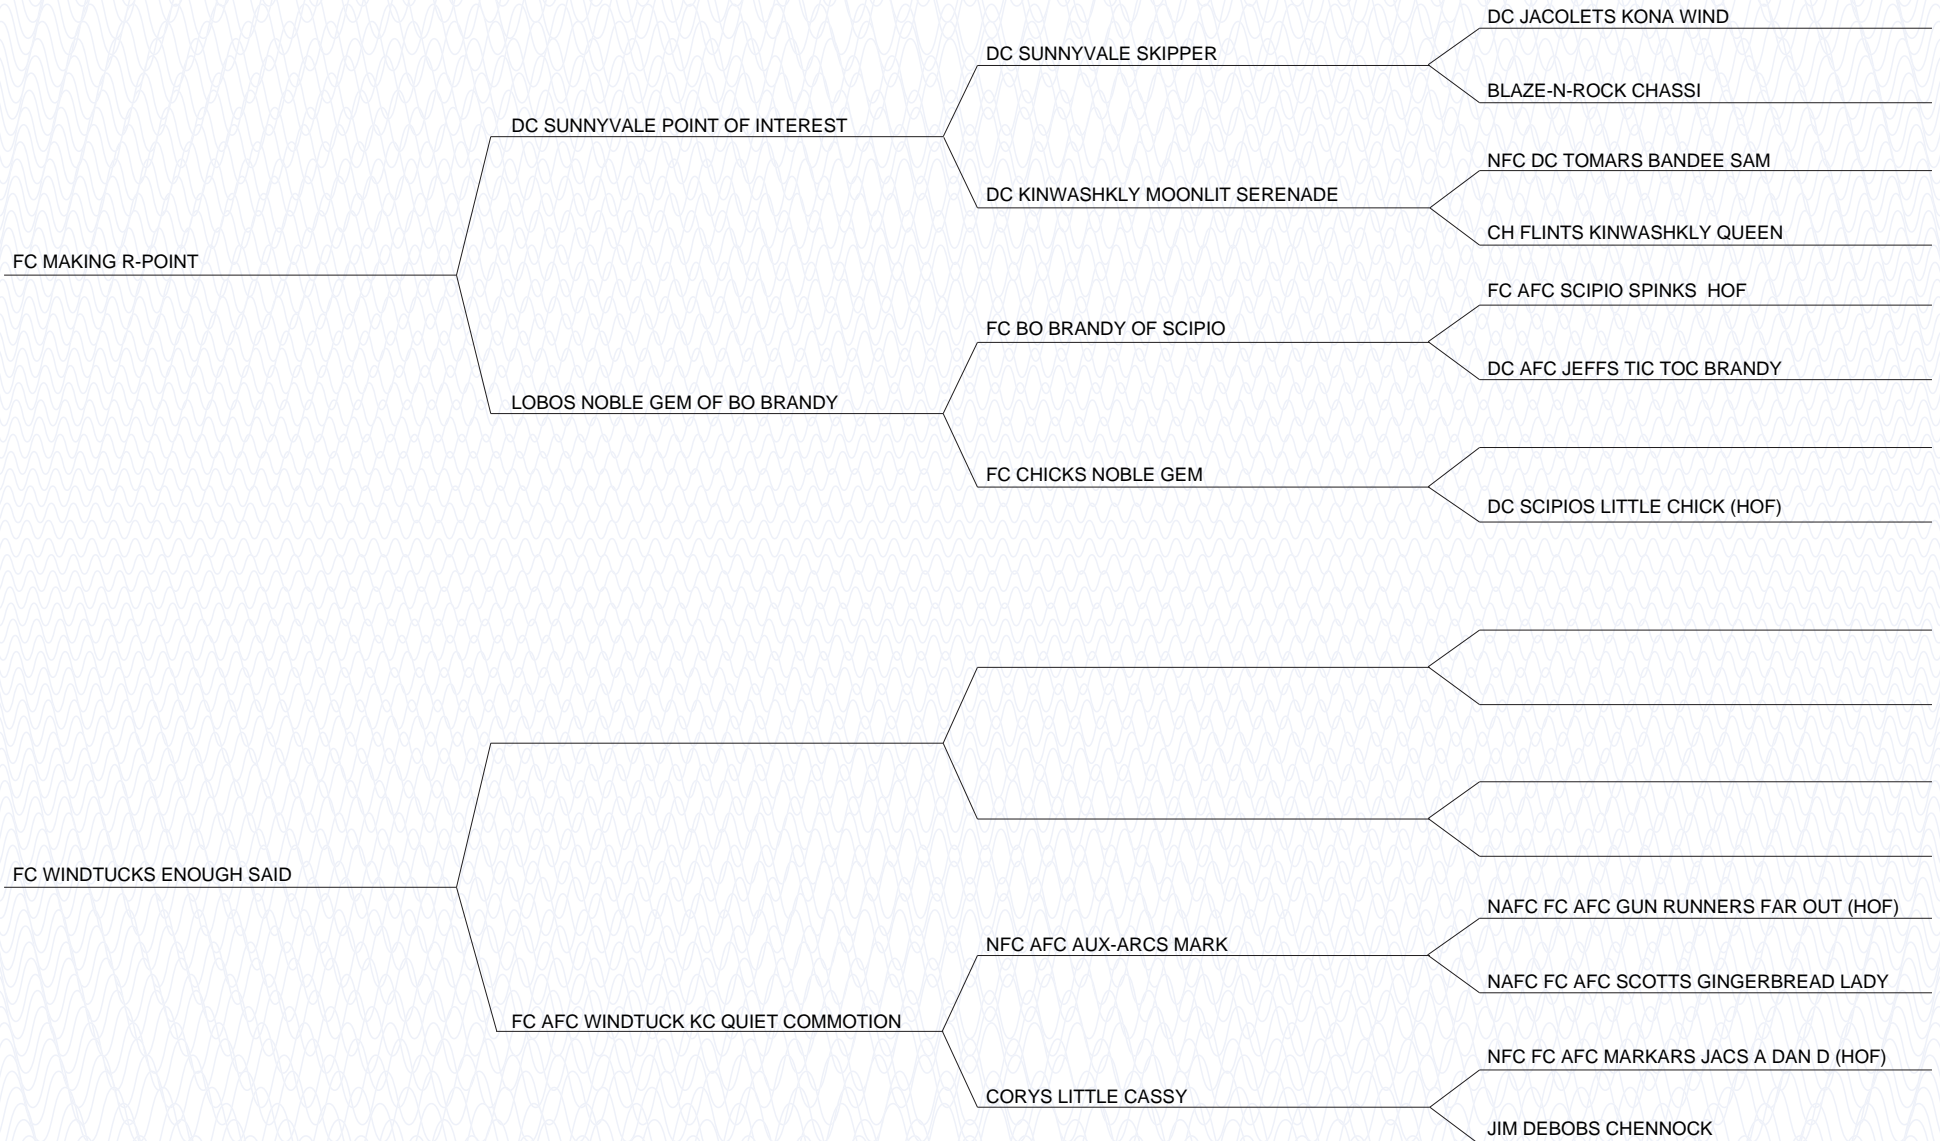 DC JACOLETS KONA WIND
DC SUNNYVALE SKIPPER
BLAZE-N-ROCK CHASSI
DC SUNNYVALE POINT OF INTEREST
NFC DC TOMARS BANDEE SAM
DC KINWASHKLY MOONLIT SERENADE
CH FLINTS KINWASHKLY QUEEN
FC MAKING R-POINT
FC AFC SCIPIO SPINKS  HOF
FC BO BRANDY OF SCIPIO
DC AFC JEFFS TIC TOC BRANDY
LOBOS NOBLE GEM OF BO BRANDY
FC CHICKS NOBLE GEM
DC SCIPIOS LITTLE CHICK (HOF)
FC WINDTUCKS ENOUGH SAID
NAFC FC AFC GUN RUNNERS FAR OUT (HOF)
NFC AFC AUX-ARCS MARK
NAFC FC AFC SCOTTS GINGERBREAD LADY
FC AFC WINDTUCK KC QUIET COMMOTION
NFC FC AFC MARKARS JACS A DAN D (HOF)
CORYS LITTLE CASSY
JIM DEBOBS CHENNOCK